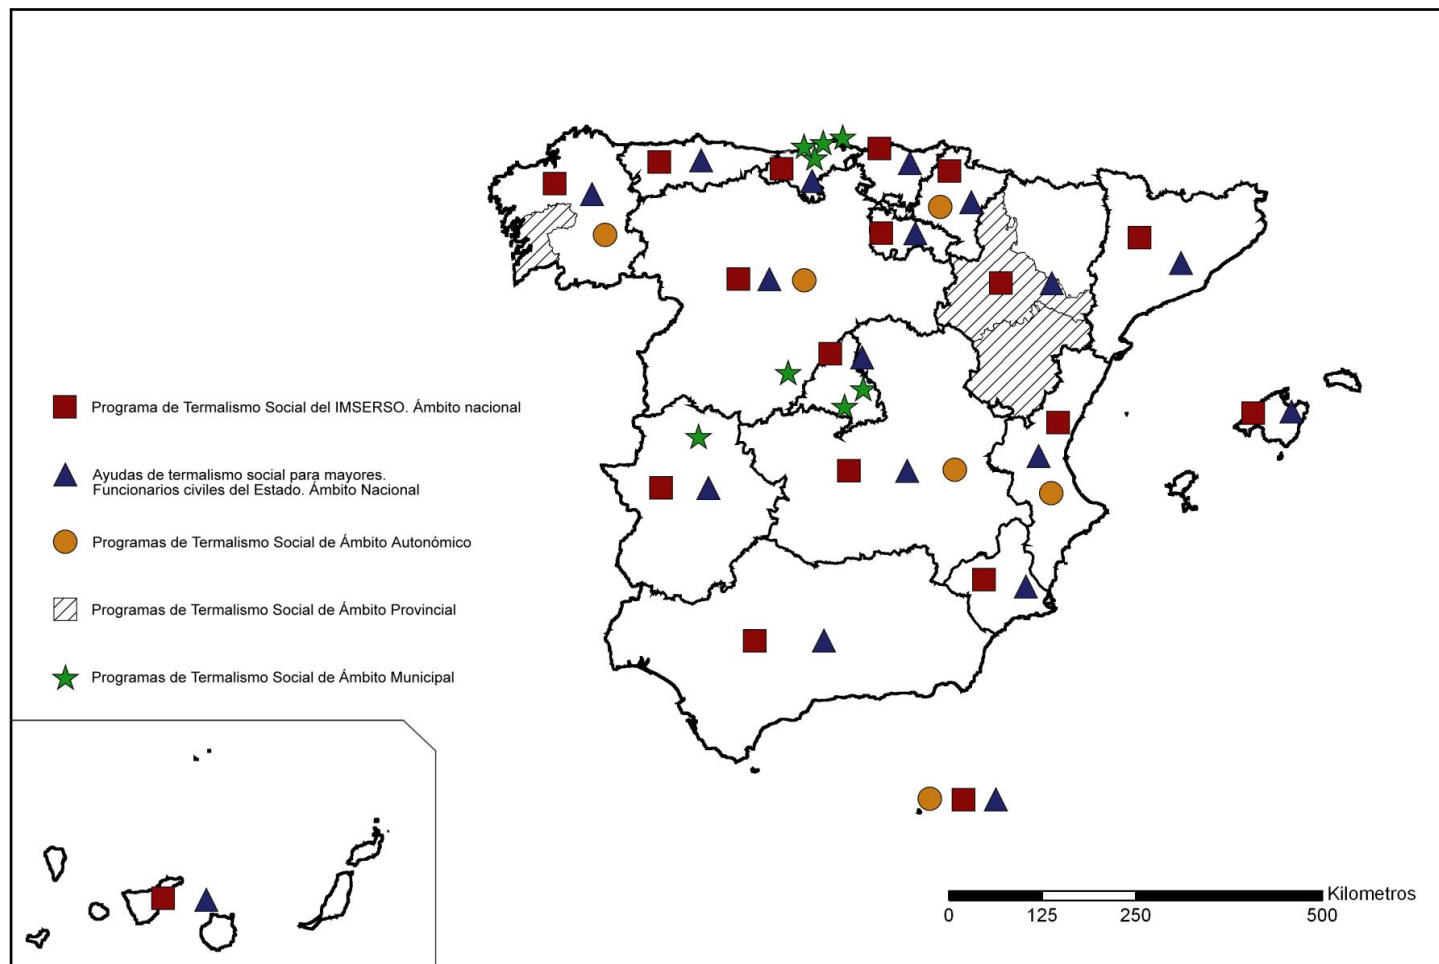 Programa de Termalismo Social del IMSERSO. Ámbito nacional
Ayudas de termalismo social para mayores.
Funcionarios civiles del Estado. Ámbito Nacional
Programas de Termalismo Social de Ámbito Autonómico
Programas de Termalismo Social de Ámbito Provincial
Programas de Termalismo Social de Ámbito Municipal
Kilometros
0 125 250 500